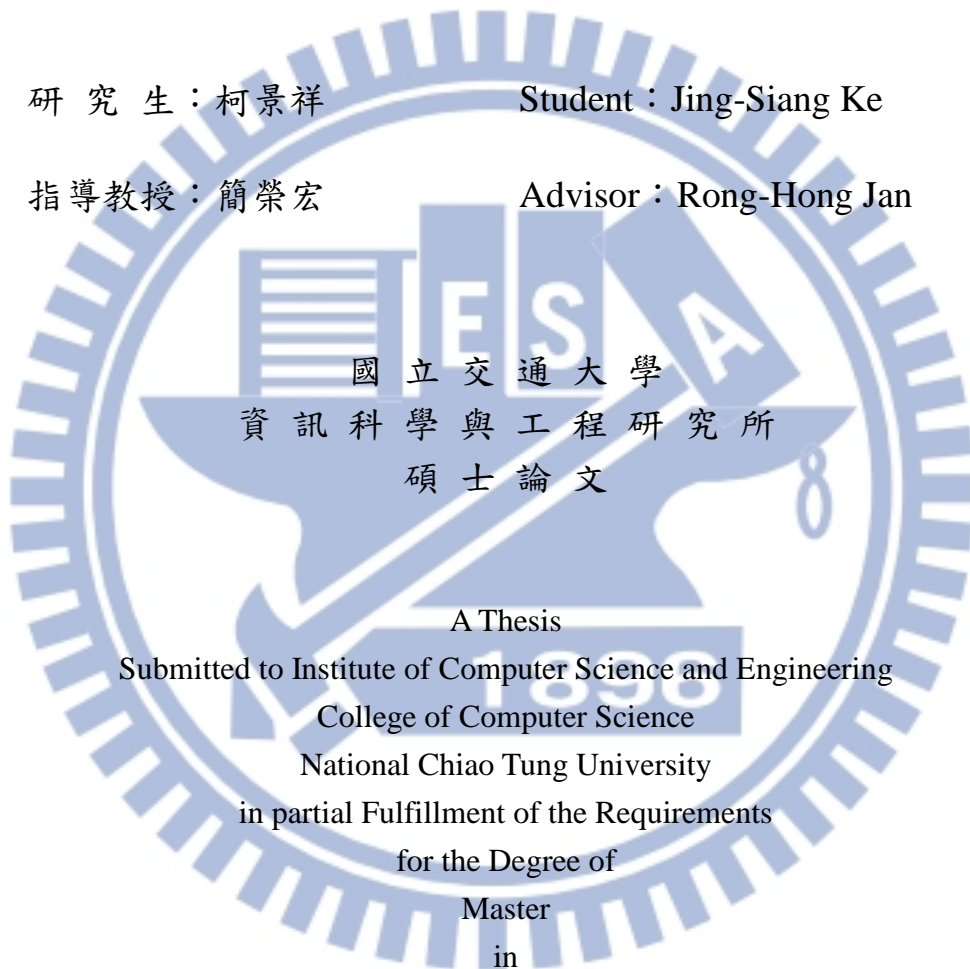 研 究 生：柯景祥 Student：Jing-Siang Ke
指導教授：簡榮宏 Advisor：Rong-Hong Jan
E S A
國 立 交 通 大 學
資 訊 科 學 與 工 程 研 究 所
碩 士 論 文
A Thesis
Submitted to Institute of Computer Science and Engineering
1896
College of Computer Science
National Chiao Tung University
in partial Fulfillment of the Requirements
for the Degree of
Master
in